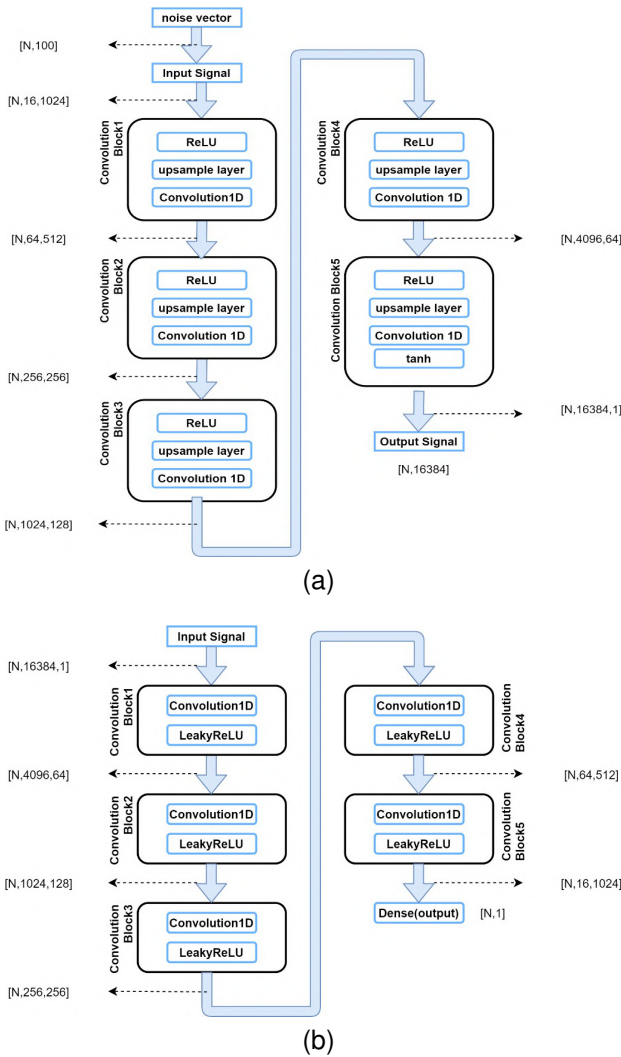 noise vector
[N,100]
Input Signal
[N,16,1024]
Convolution
Block1
ReLU
upsample layer
Convolution1D
[N,64,512]
Convolution
Block2
ReLU
upsample layer
Convolution 1D
[N,256,256]
Convolution
Block3
ReLU
upsample layer
Convolution 1D
[N,1024,128]
Convolution
Block4
ReLU
upsample layer
Convolution 1D
[N,4096,64]
Convolution Block5
ReLU
upsample layer
Convolution 1D
tanh
[N,16384,1]
Output Signal
[N,16384]
(a)
Input Signal
[N,16384,1]
Convolution
Block1
Convolution1D
LeakyReLU
[N,4096,64]
Convolution
Block2
Convolution1D
LeakyReLU
[N,1024,128]
Convolution
Block3
Convolution1D
LeakyReLU
[N,256,256]
Convolution
Block4
Convolution1D
LeakyReLU
[N,64,512]
Convolution
Block5
Convolution1D
LeakyReLU
[N,16,1024]
Dense(output)
[N,1]
(b)